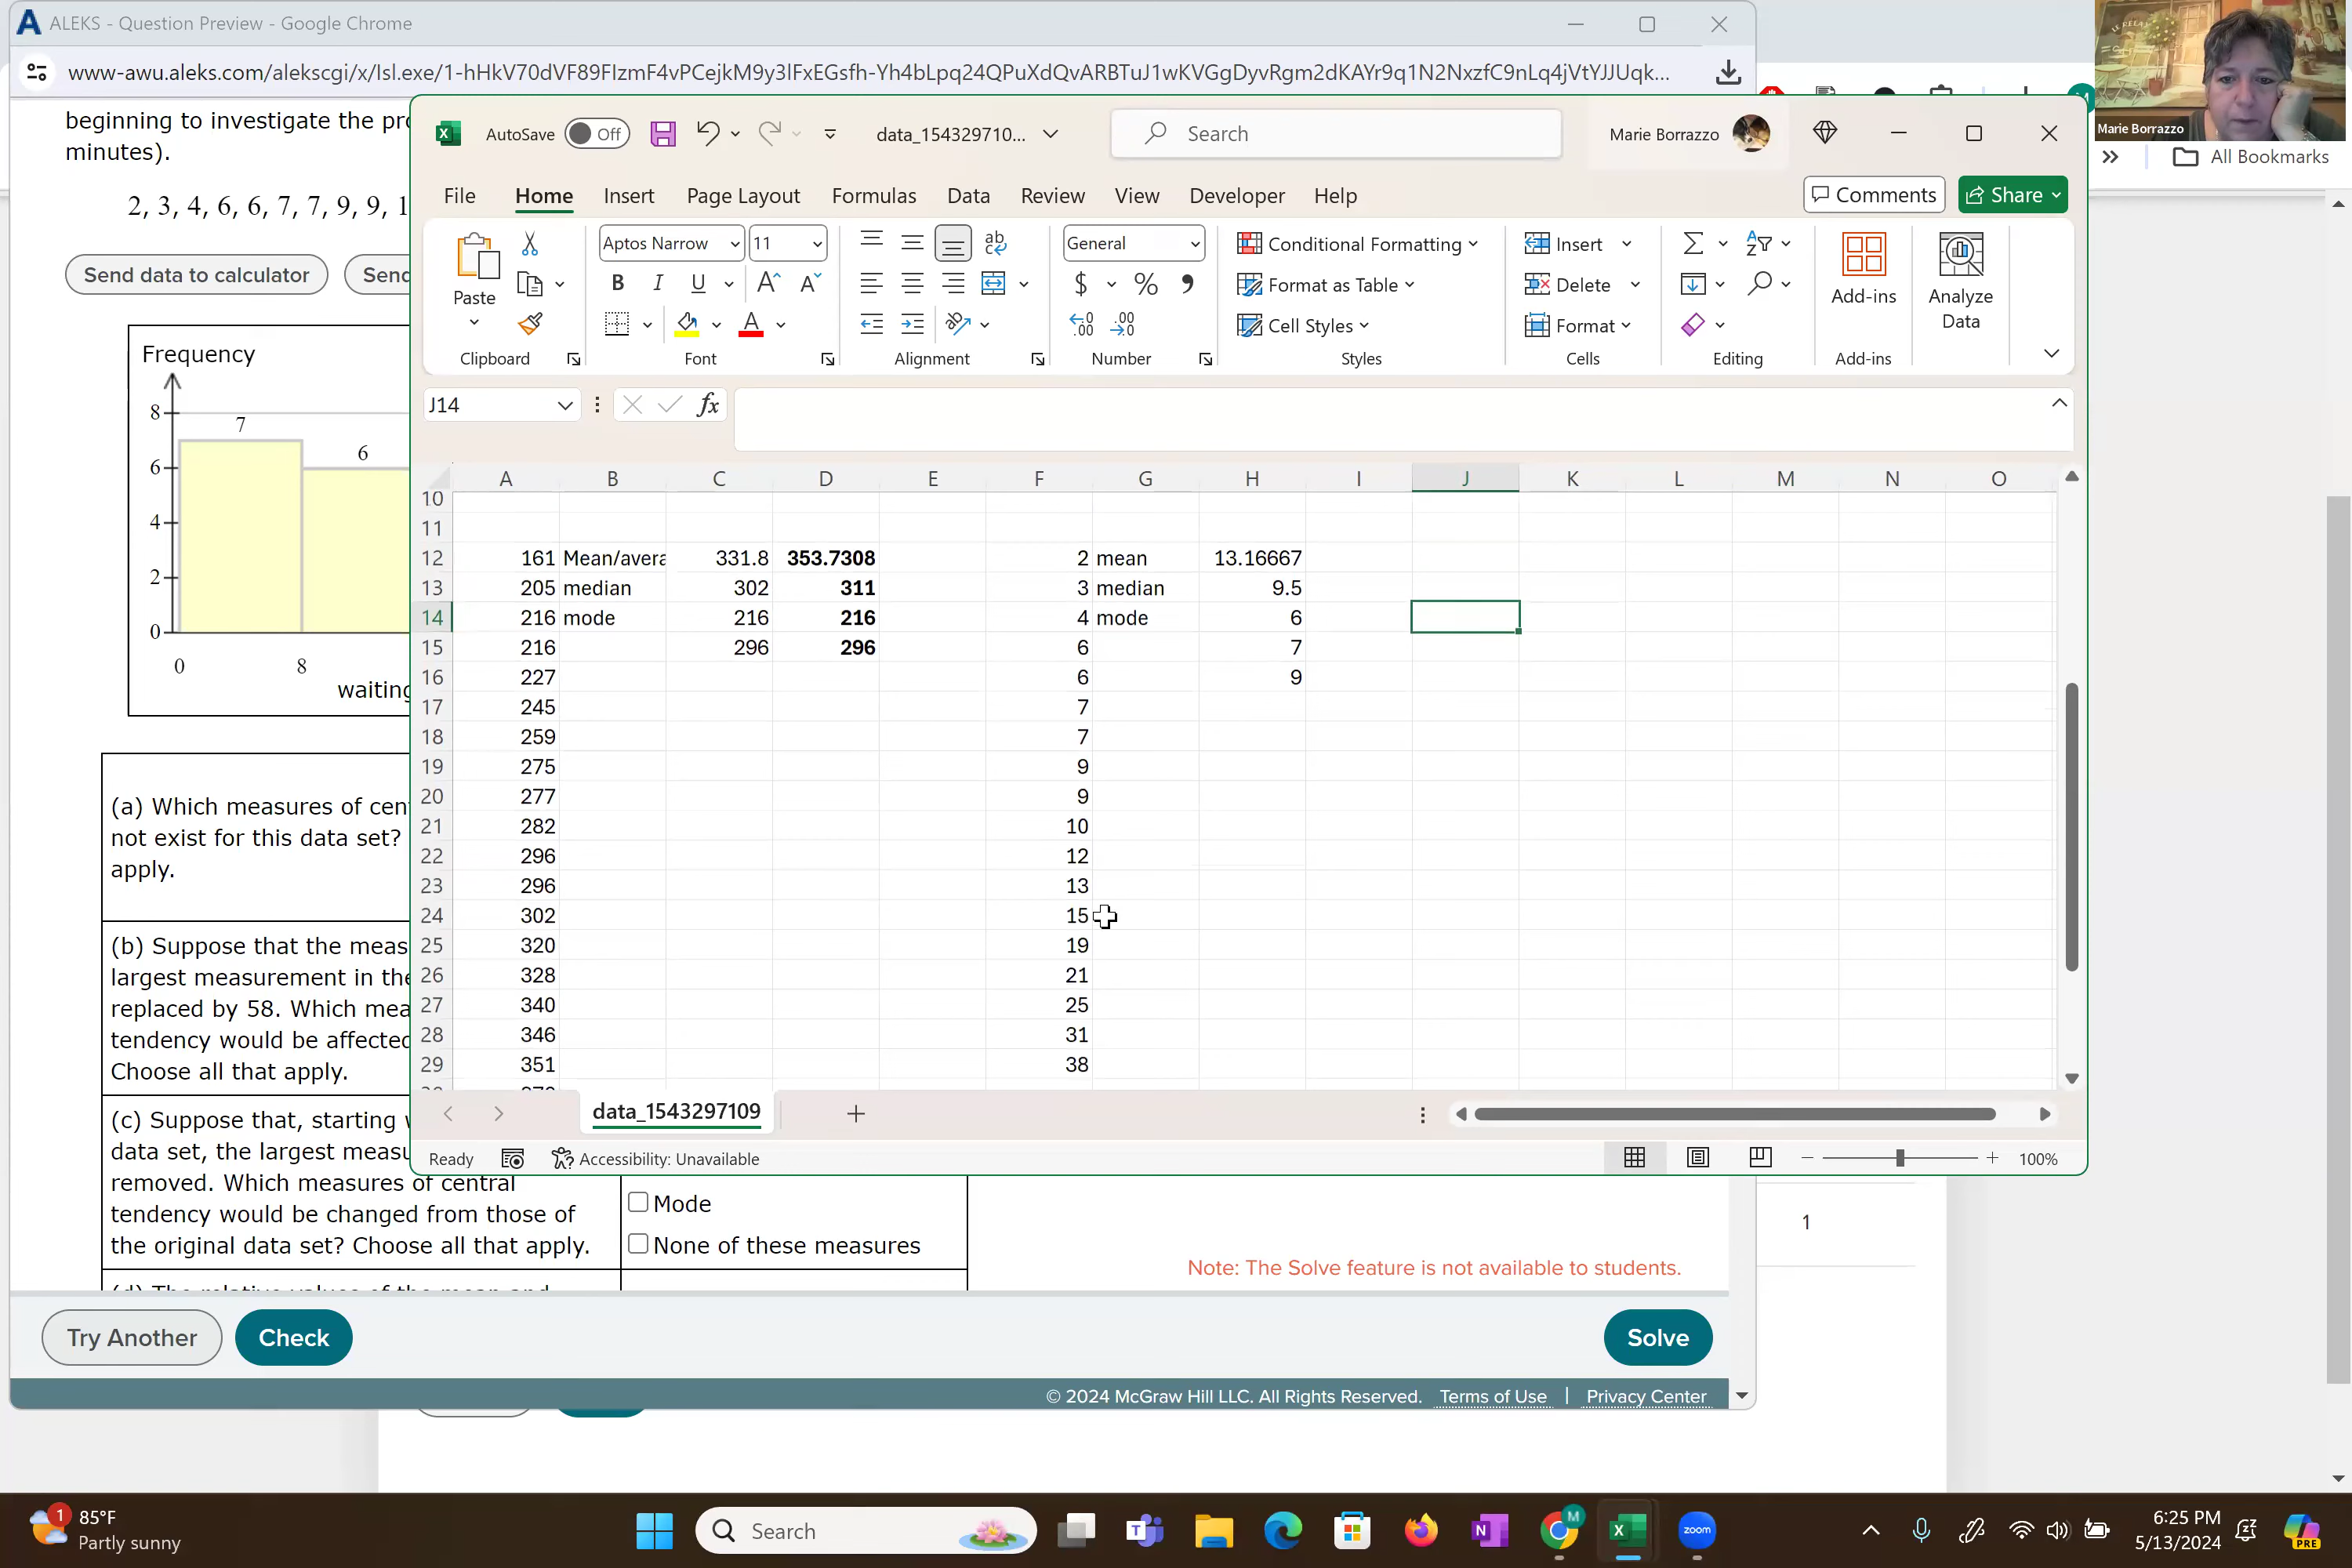 ALEKS - Question Preview - Google Chrome
www-awu.aleks.com/alekscgi/x/Isl.exe/1-hHkV70dVF89FIzmF4vPCejkM9y3lFxEGsfh-Yh4bLpq24QPuXdQvARBTuJ1wKVGgDyvRgm2dKAYr9q1N2NxzfC9nLq4jVtYJJUqk...
Marie Borrazzo
All Bookmarks
beginning to investigate the pr
minutes).
2, 3, 4, 6, 6, 7, 7, 9, 9, 1
Send data to calculator
Send
Frequency
8
7
6
6
4
2
0
0 8
waiting
(a) Which measures of cen
not exist for this data set?
apply.
(b) Suppose that the meas
largest measurement in the
replaced by 58. Which mea
tendency would be affected
Choose all that apply.
(c) Suppose that, starting
data set, the largest measu
removed. Which measures of central
tendency would be changed from those of
the original data set? Choose all that apply.
Mode
None of these measures
Note: The Solve feature is not available to students.
1
Try Another
Check
Solve
© 2024 McGraw Hill LLC. All Rights Reserved. Terms of Use | Privacy Center
AutoSave Off
data_154329710...
Search
Marie Borrazzo
File Home Insert Page Layout Formulas Data Review View Developer Help
Comments
Share
Paste
Clipboard
Aptos Narrow 11
B I U A A
A
Font
ab
Alignment
General
$ % 9
Number
Conditional Formatting
Format as Table
Cell Styles
Styles
Insert
Delete
Format
Cells
Editing
Add-ins
Add-ins
Analyze
Data
J14
fx
A B C D E F G H I J K L M N O
10
11
12 161 Mean/avera 331.8 353.7308 2 mean 13.16667
13 205 median 302 311 3 median 9.5
14 216 mode 216 216 4 mode 6
15 216 296 296 6 7
16 227 6 9
17 245 7
18 259 7
19 275 9
20 277 9
21 282 10
22 296 12
23 296 13
24 302 15
25 320 19
26 328 21
27 340 25
28 346 31
29 351 38
data_1543297109
Ready
Accessibility: Unavailable
100%
1
85°F
Partly sunny
Search
zoom
6:25 PM
5/13/2024
PRE